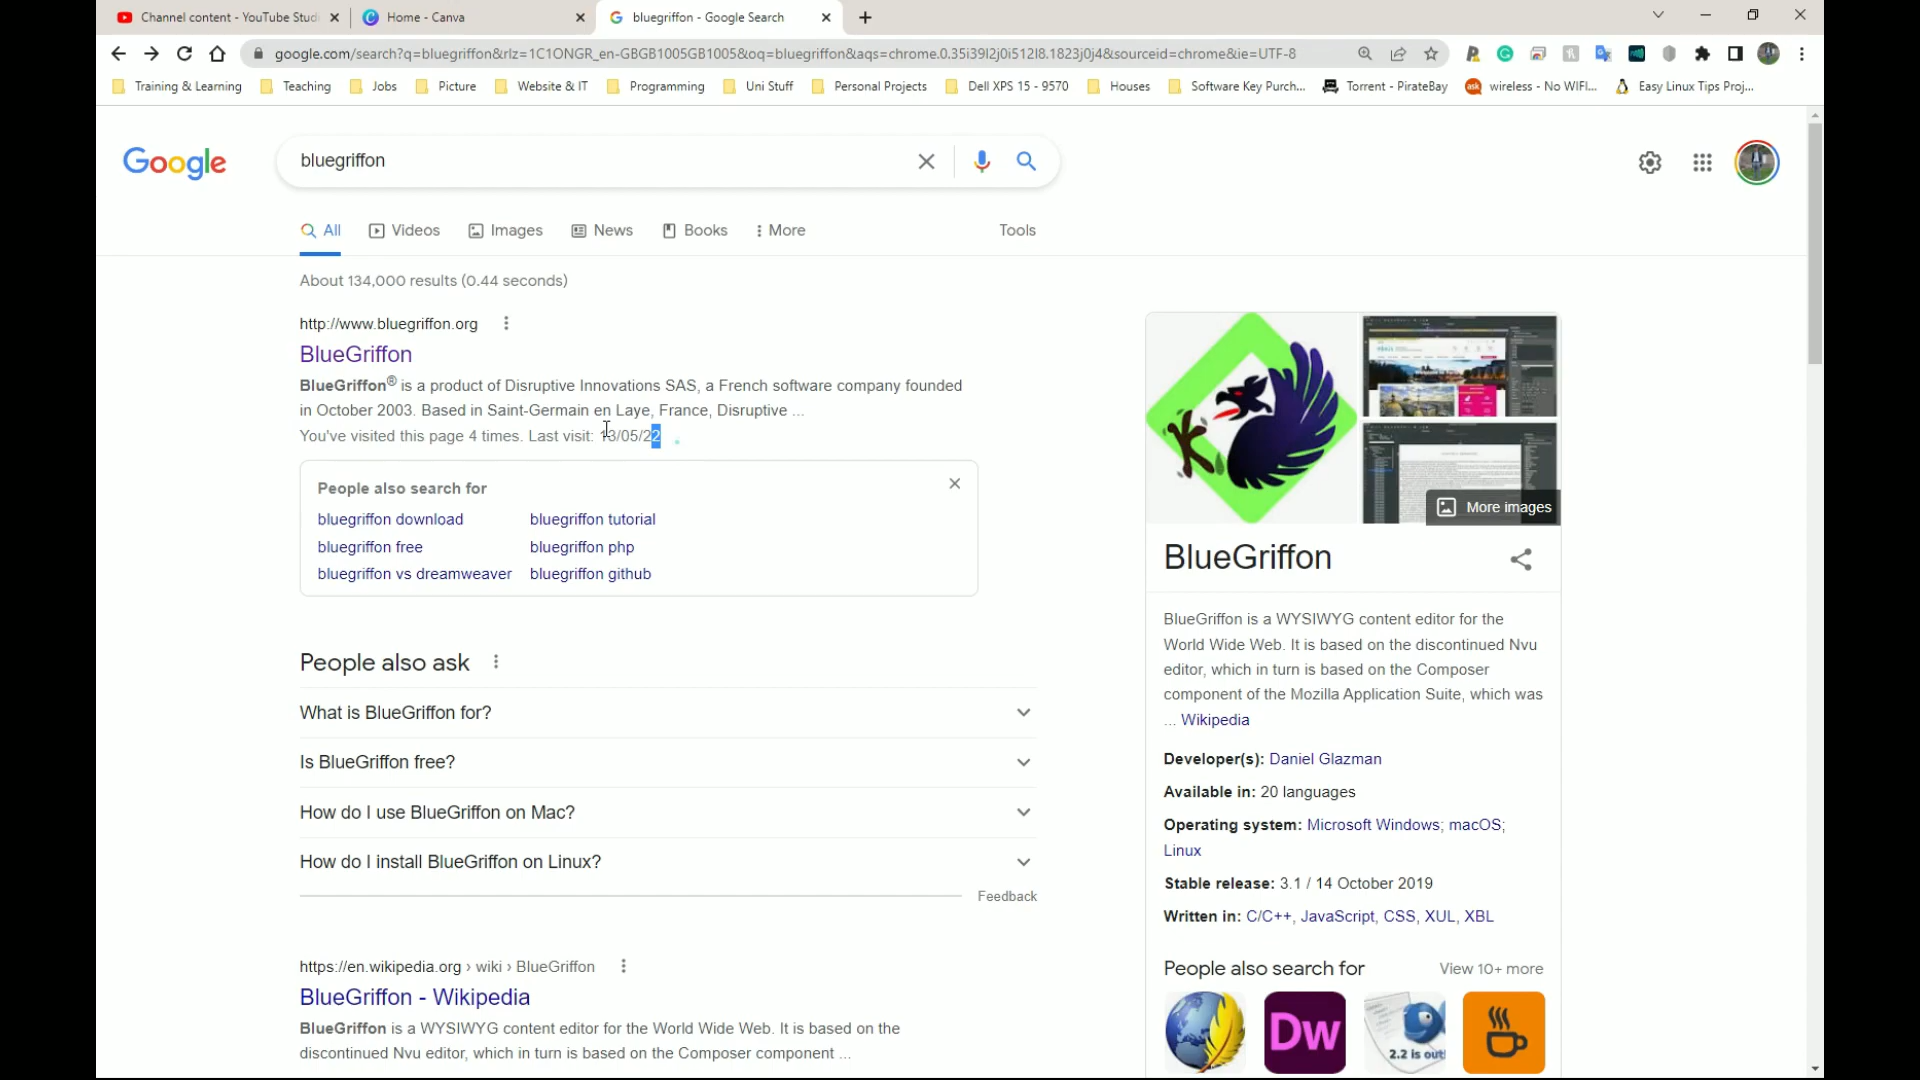 Channel content - YouTube Studi
Home - Canva
bluegriffon - Google Search
google.com/search?q=bluegriffon&rlz=1C1ONGR_en-GBGB1005GB1005&oq=bluegriffon&aqs=chrome.0.35i39l2j0i512l8.1823j0j4&sourceid=chrome&ie=UTF-8
Training & Learning
Teaching
Jobs
Picture
Website & IT
Programming
Uni Stuff
Personal Projects
Dell XPS 15 - 9570
Houses
Software Key Purch...
Torrent - PirateBay
ask
wireless - No WIFI...
Easy Linux Tips Proj...
Google
bluegriffon
All
Videos
Images
News
Books
More
Tools
About 134,000 results (0.44 seconds)
http://www.bluegriffon.org
BlueGriffon
BlueGriffon® is a product of Disruptive Innovations SAS, a French software company founded
in October 2003. Based in Saint-Germain en Laye, France, Disruptive ...
You've visited this page 4 times. Last visit: 13/05/22
People also search for
bluegriffon download
bluegriffon tutorial
bluegriffon free
bluegriffon php
bluegriffon vs dreamweaver
bluegriffon github
People also ask
What is BlueGriffon for?
Is BlueGriffon free?
How do I use BlueGriffon on Mac?
How do I install BlueGriffon on Linux?
Feedback
https://en.wikipedia.org › wiki › BlueGriffon
BlueGriffon - Wikipedia
BlueGriffon is a WYSIWYG content editor for the World Wide Web. It is based on the
discontinued Nvu editor, which in turn is based on the Composer component ...
More images
BlueGriffon
BlueGriffon is a WYSIWYG content editor for the
World Wide Web. It is based on the discontinued Nvu
editor, which in turn is based on the Composer
component of the Mozilla Application Suite, which was
... Wikipedia
Developer(s): Daniel Glazman
Available in: 20 languages
Operating system: Microsoft Windows; macOS;
Linux
Stable release: 3.1 / 14 October 2019
Written in: C/C++, JavaScript, CSS, XUL, XBL
People also search for
View 10+ more
Dw
2.2 is out!